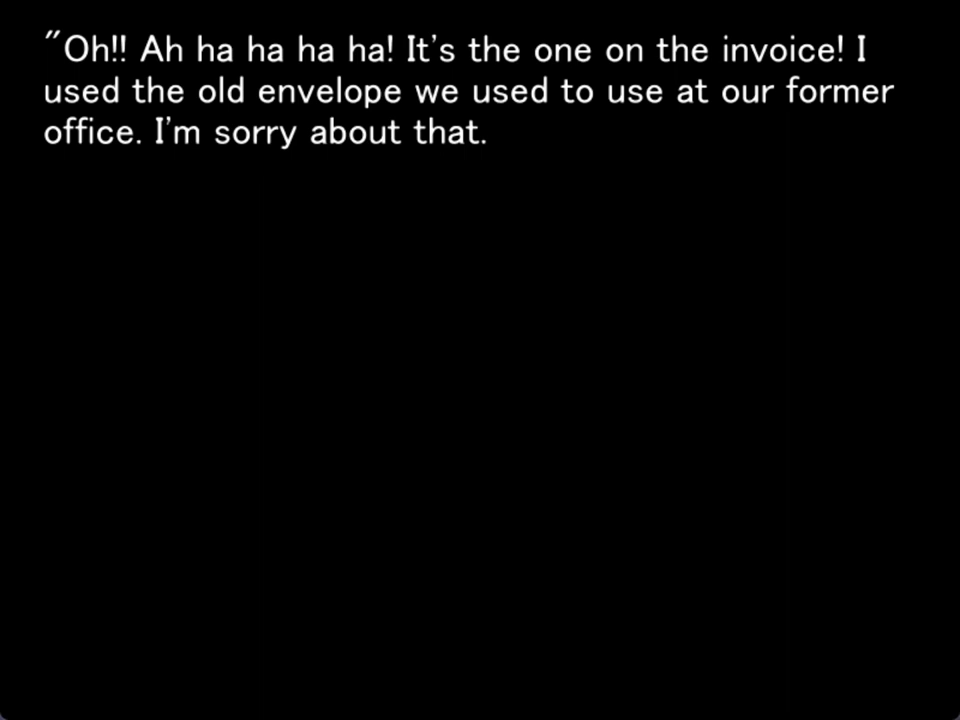 "Oh!! Ah ha ha ha ha! It's the one on the invoice! I
used the old envelope we used to use at our former
office. I'm sorry about that.